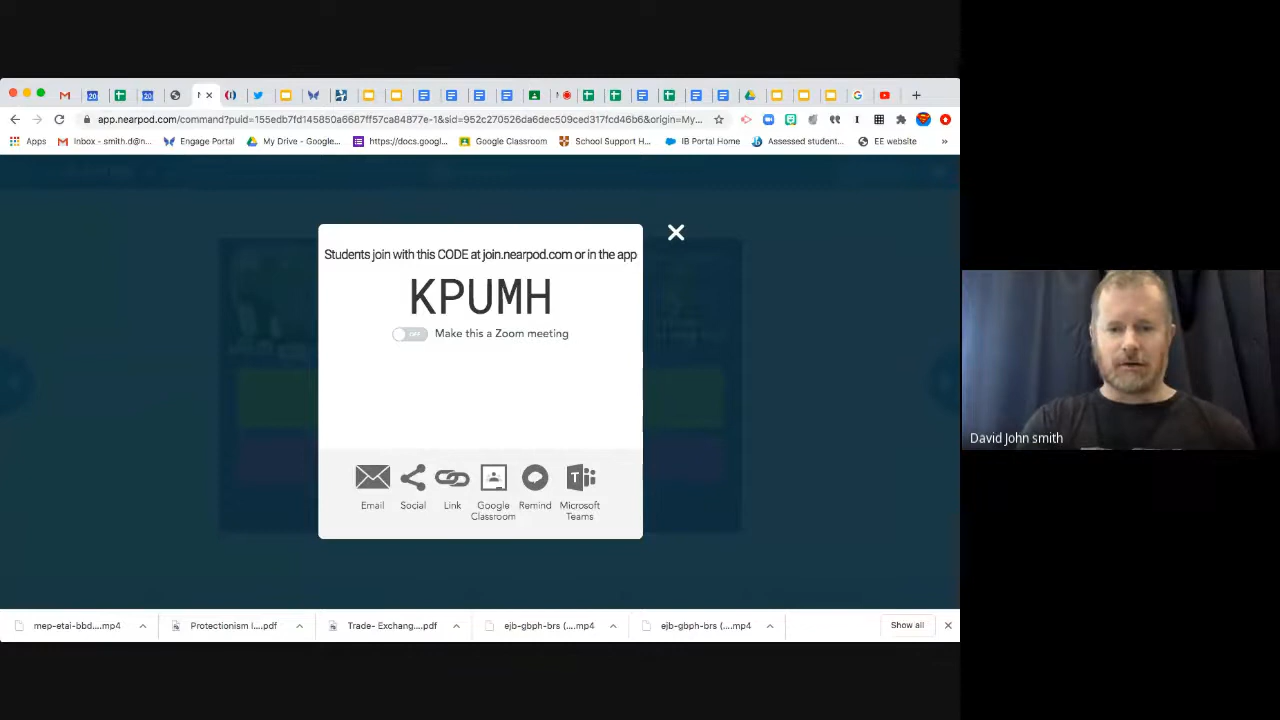 app.nearpod.com/command?puid=155edb7fd145850a6687ff57ca84877e-1&sid=952c270526da6dec509ced317fcd46b6&origin=My...
Apps
Inbox - smith.d@n...
Engage Portal
My Drive - Google...
https://docs.googl...
Google Classroom
School Support H...
IB Portal Home
Assessed student...
EE website
»
Students join with this CODE at join.nearpod.com or in the app
KPUMH
OFF
Make this a Zoom meeting
Email
Social
Link
Google
Classroom
Remind
Microsoft
Teams
David John smith
mep-etai-bbd....mp4
Protectionism (....pdf
Trade- Exchang....pdf
ejb-gbph-brs (....mp4
ejb-gbph-brs (....mp4
Show all